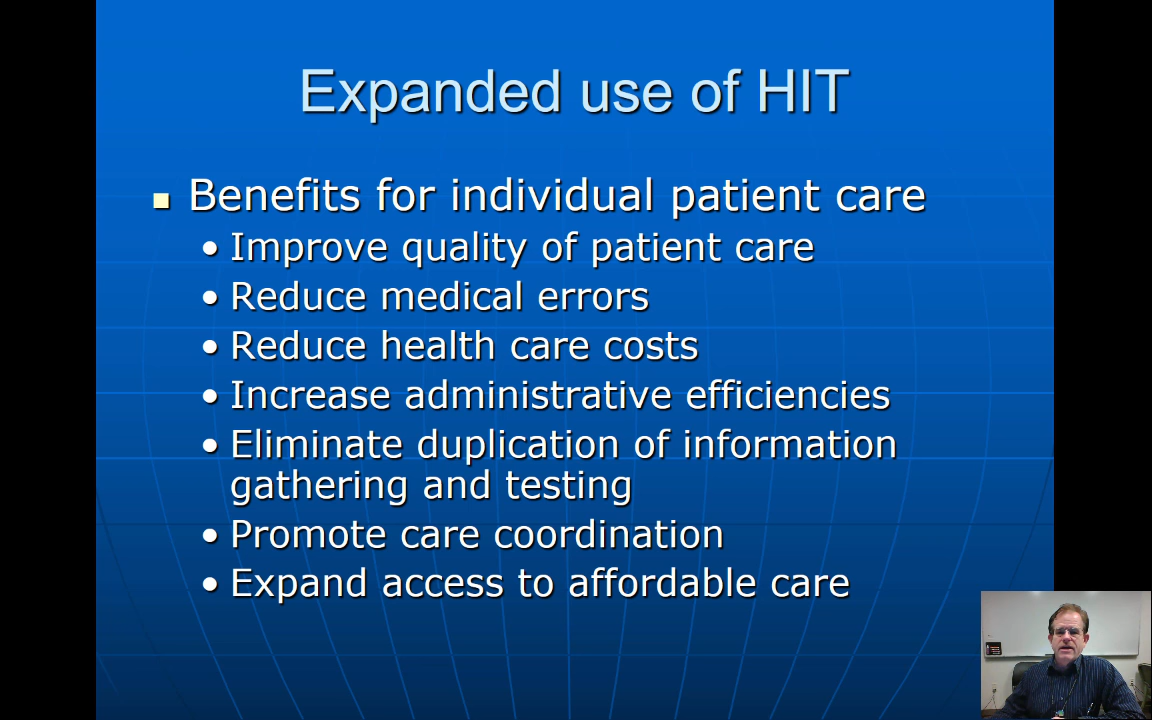 Expanded use of HIT
Benefits for individual patient care
• Improve quality of patient care
• Reduce medical errors
• Reduce health care costs
• Increase administrative efficiencies
• Eliminate duplication of information
gathering and testing
• Promote care coordination
• Expand access to affordable care